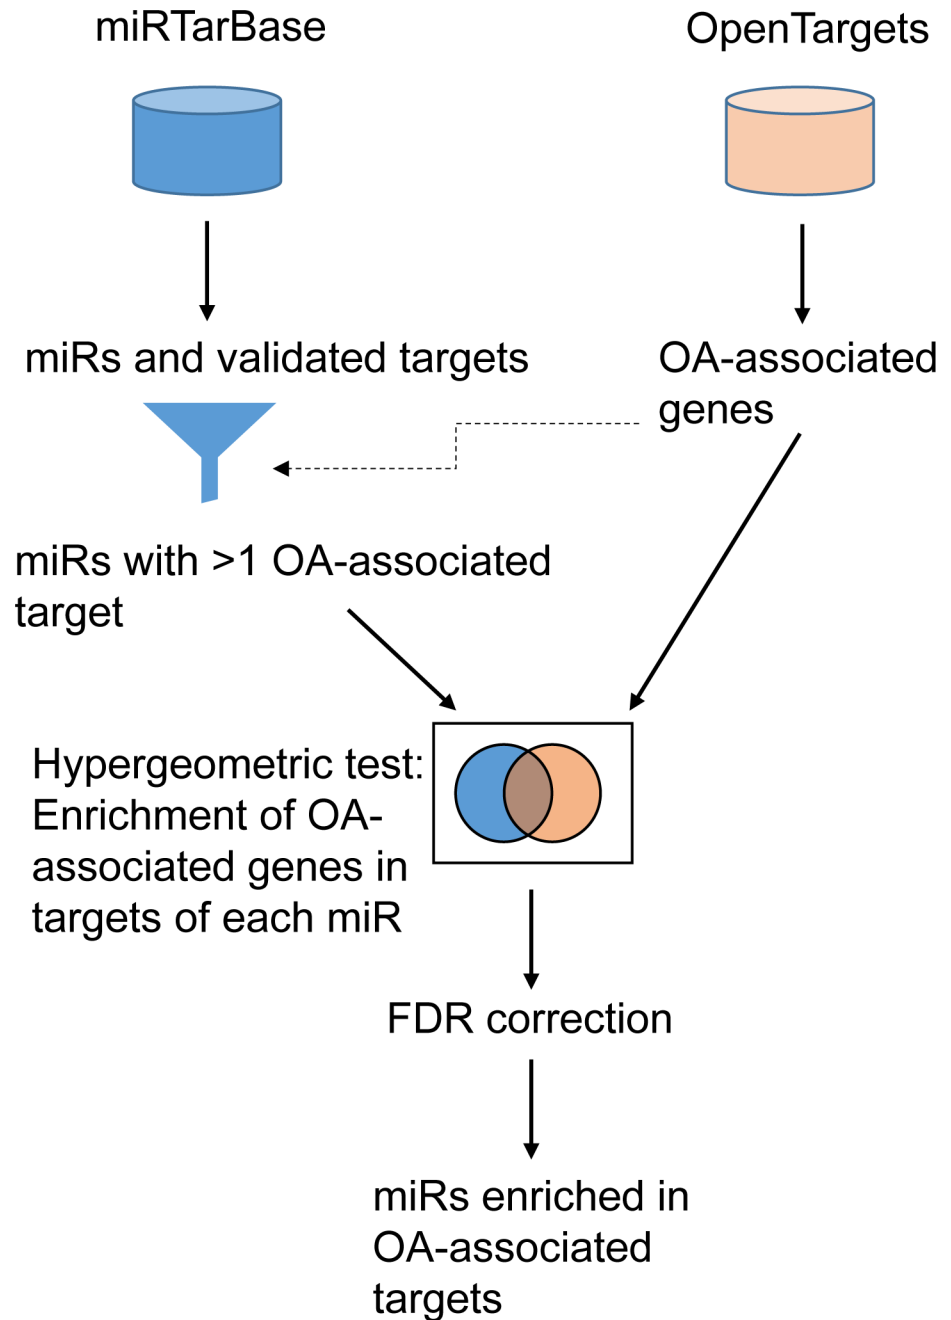 miRTarBase
OpenTargets
miRs and validated targets
OA-associated
genes
miRs with >1 OA-associated
target
Hypergeometric test:
Enrichment of OA-
associated genes in
targets of each miR
FDR correction
miRs enriched in
OA-associated
targets